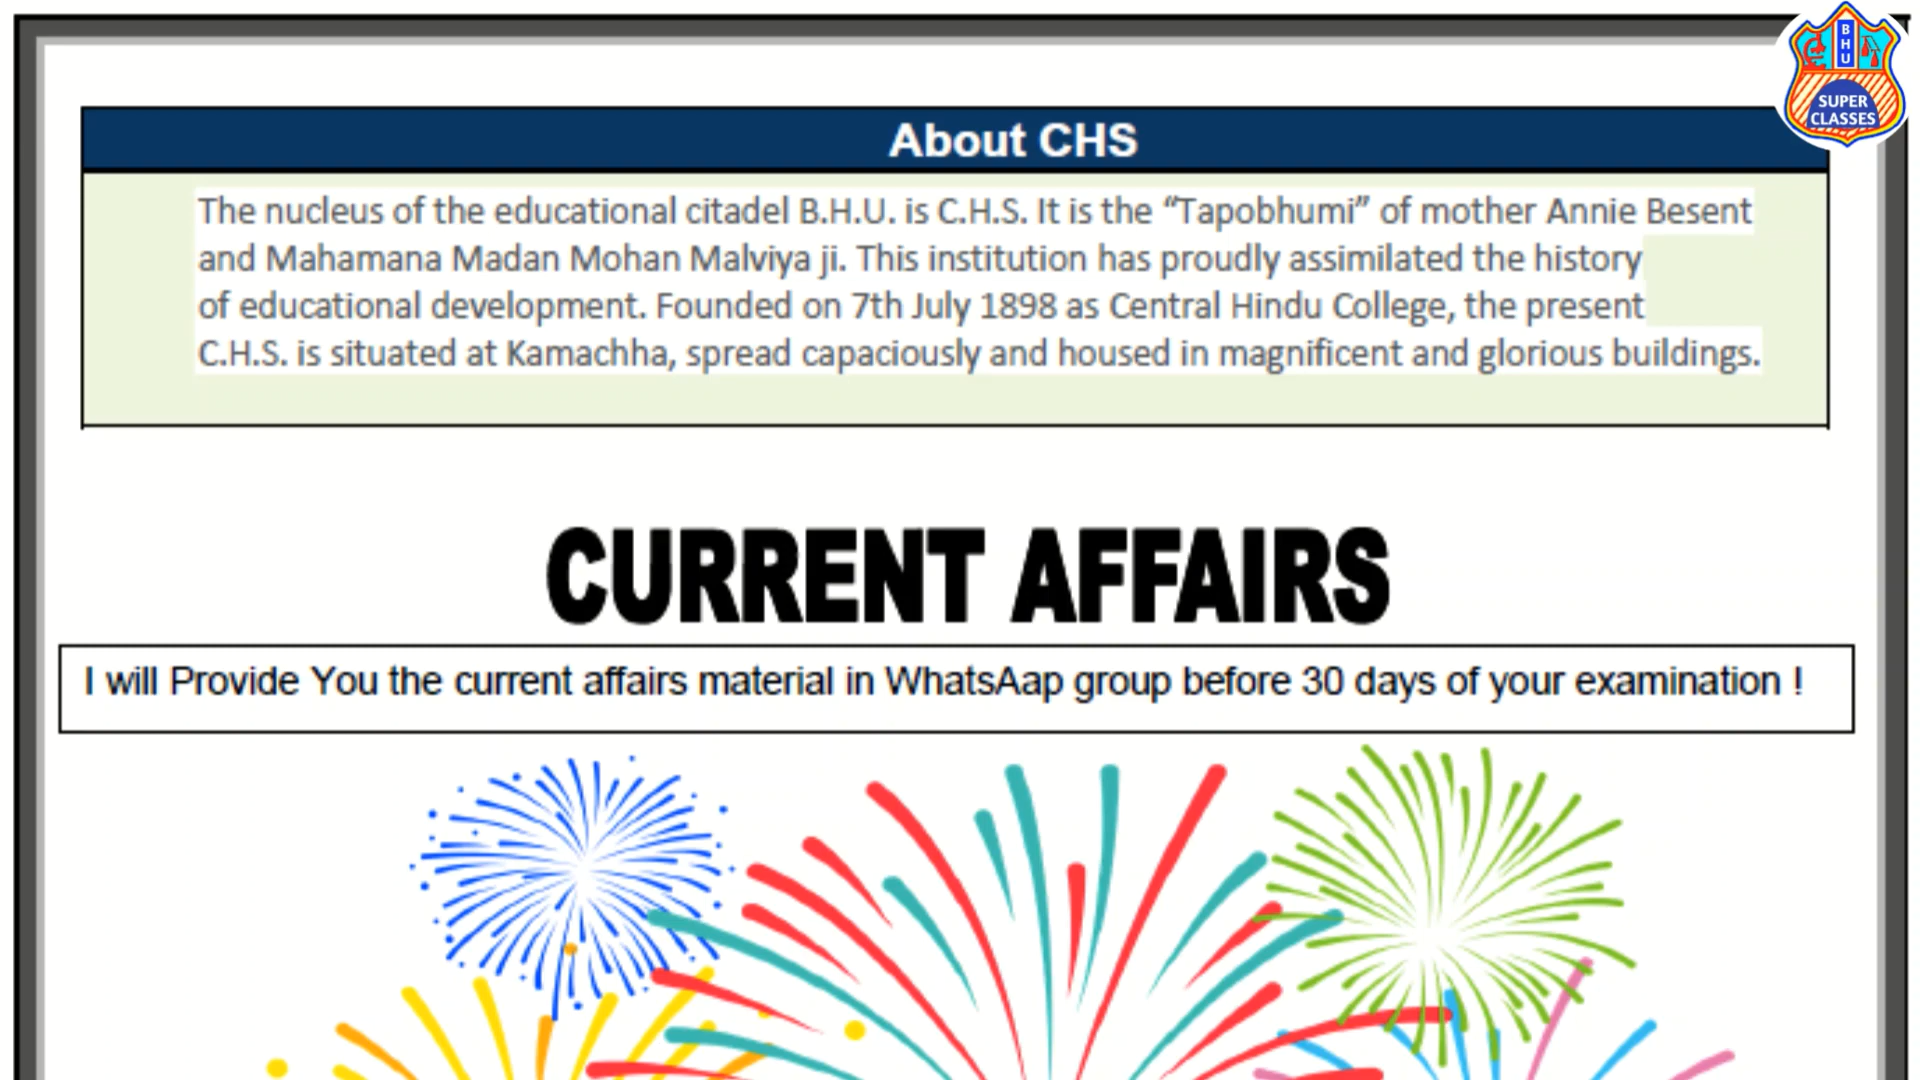 BHU
SUPER
CLASSES
About CHS
The nucleus of the educational citadel B.H.U. is C.H.S. It is the “Tapobhumi” of mother Annie Besent
and Mahamana Madan Mohan Malviya ji. This institution has proudly assimilated the history
of educational development. Founded on 7th July 1898 as Central Hindu College, the present
C.H.S. is situated at Kamachha, spread capaciously and housed in magnificent and glorious buildings.
CURRENT AFFAIRS
I will Provide You the current affairs material in WhatsAap group before 30 days of your examination !